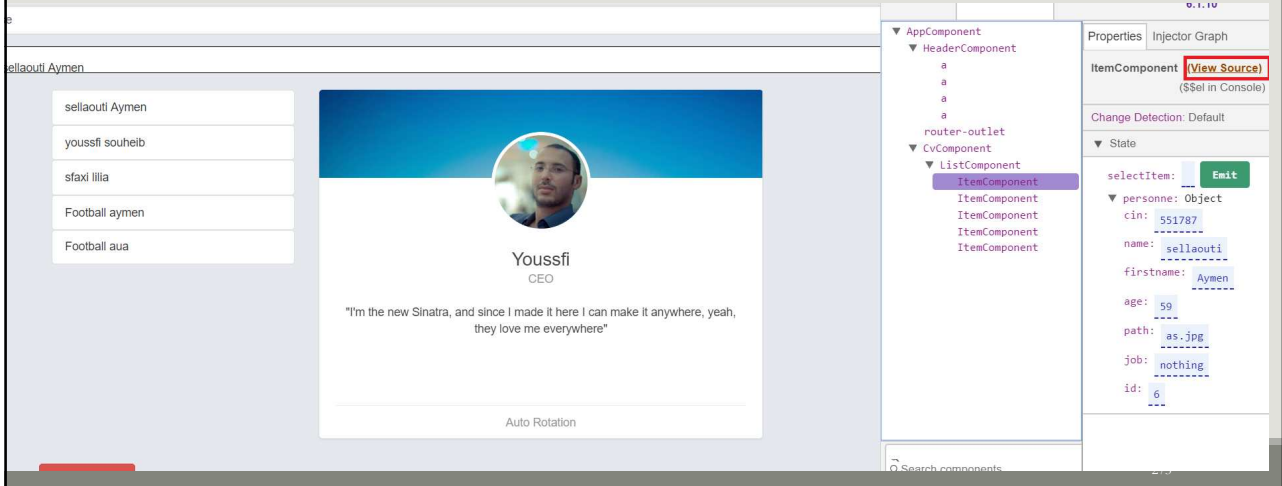 6.1.10
e
sellaouti Aymen
sellaouti Aymen
youssfi souheib
sfaxi lilia
Football aymen
Football aua
Youssfi
CEO
"I'm the new Sinatra, and since I made it here I can make it anywhere, yeah,
they love me everywhere"
Auto Rotation
▼ AppComponent
▼ HeaderComponent
a
a
a
a
router-outlet
▼ CvComponent
▼ ListComponent
ItemComponent
ItemComponent
ItemComponent
ItemComponent
ItemComponent
Search components
Properties Injector Graph
ItemComponent (View Source)
($$el in Console)
Change Detection: Default
▼ State
selectItem: Emit
▼ personne: Object
cin: 551787
name: sellaouti
firstname: Aymen
age: 59
path: as.jpg
job: nothing
id: 6